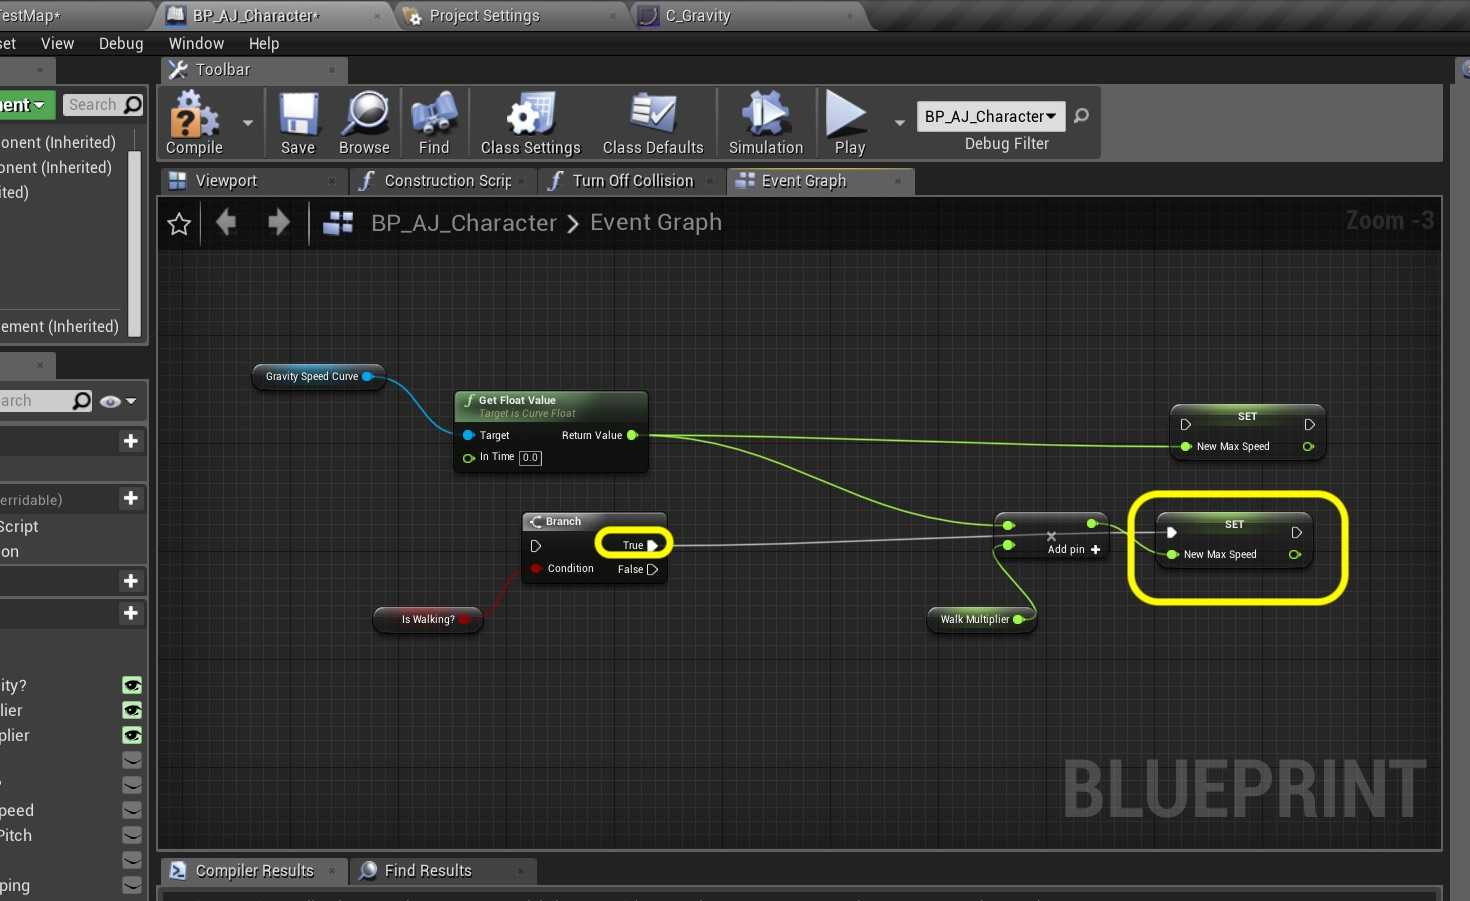 TestMap*
BP_AJ_Character*
Project Settings
C_Gravity
set View Debug Window Help
Toolbar
nent
Search
Compile
Save
Browse
Find
Class Settings
Class Defaults
Simulation
Play
BP_AJ_Character
Debug Filter
onent (Inherited)
ponent (Inherited)
ited)
ement (Inherited)
Viewport
Construction Scrip
Turn Off Collision
Event Graph
BP_AJ_Character > Event Graph
Zoom -3
Gravity Speed Curve
Get Float Value
Target is Curve Float
Target
Return Value
In Time 0.0
Branch
True
Condition
False
Is Walking?
Add pin
Walk Multiplier
SET
New Max Speed
SET
New Max Speed
BLUEPRINT
arch
erridable)
Script
on
ity?
lier
plier
peed
Pitch
ping
Compiler Results
Find Results